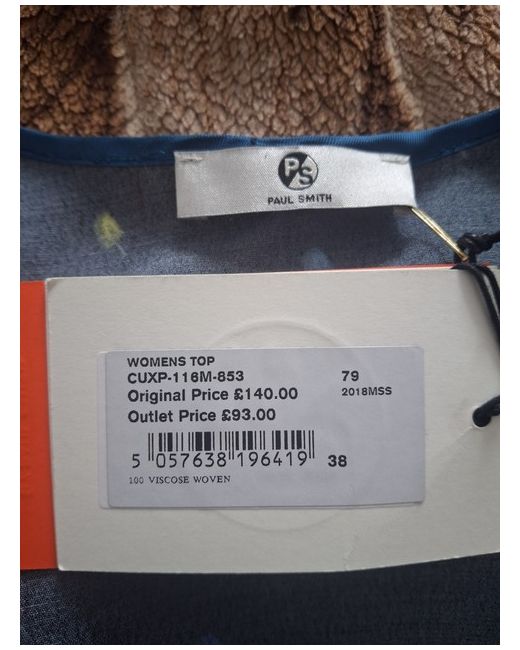 PS
PAUL SMITH
WOMENS TOP
CUXP-116M-853 79
Original Price £140.00 2018MSS
Outlet Price £93.00
5 057638 196419 38
100 VISCOSE WOVEN